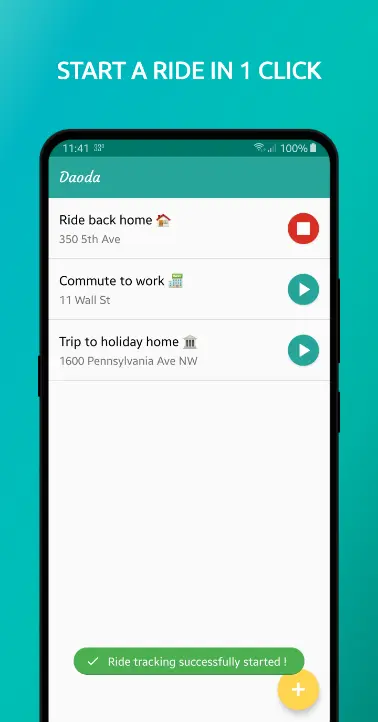 START A RIDE IN 1 CLICK
11:41 100%
Daoda
Ride back home 🏠
350 5th Ave
Commute to work 🧮
11 Wall St
Trip to holiday home 🏛️
1600 Pennsylvania Ave NW
Ride tracking successfully started !
+